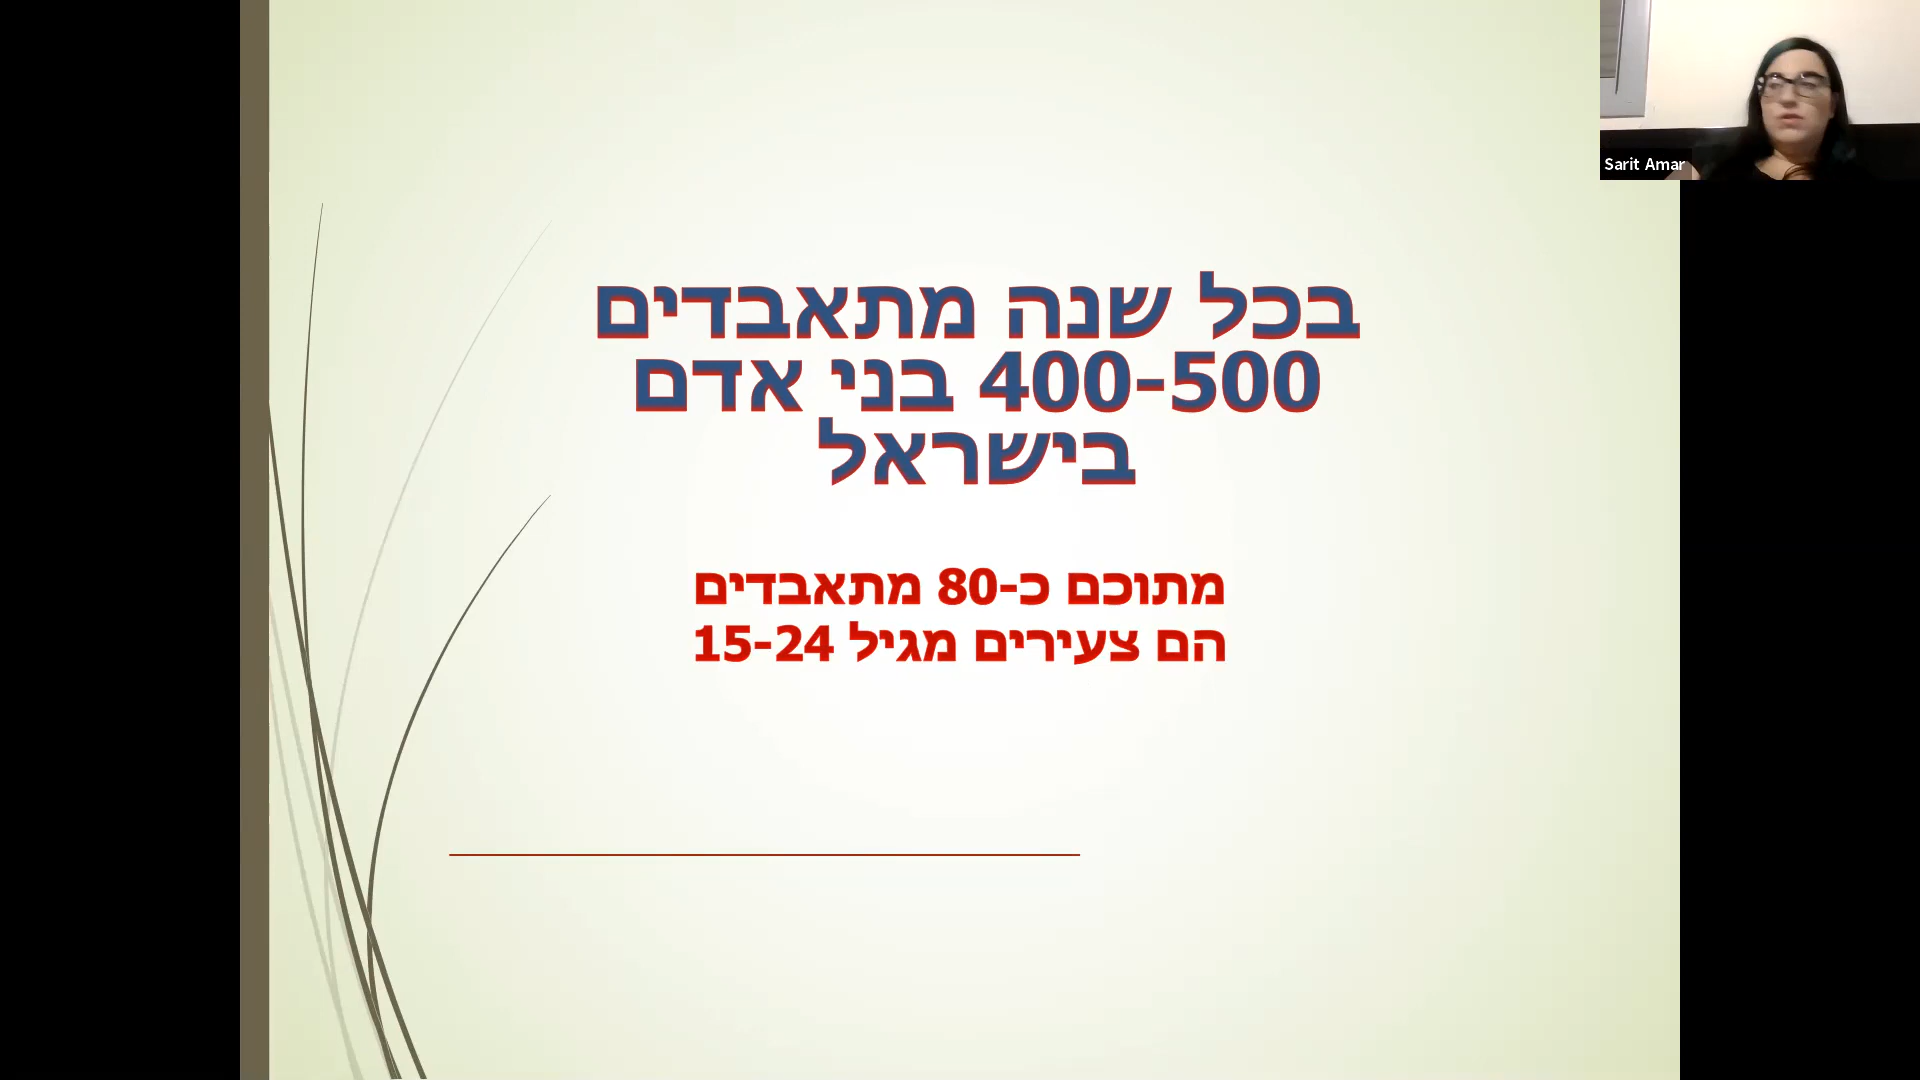 בכל שנה מתאבדים
400-500 בני אדם
בישראל
מתוכם כ-80 מתאבדים
הם צעירים מגיל 15-24
Sarit Amar